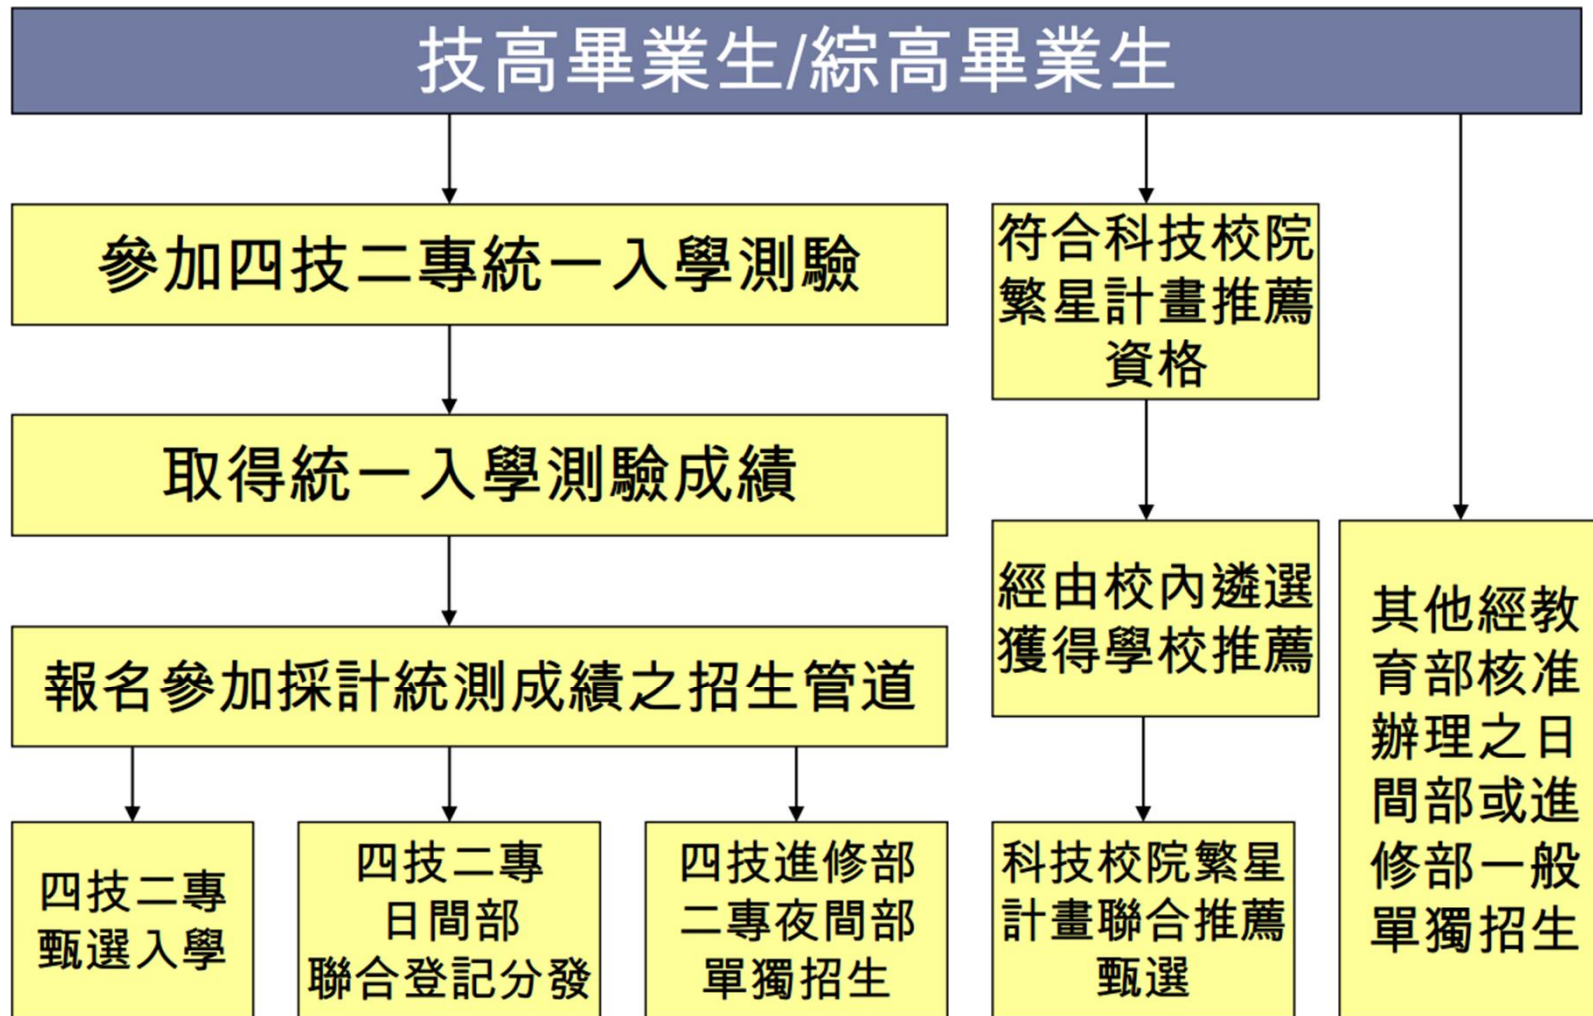 技高畢業生/綜高畢業生
參加四技二專統一入學測驗
取得統一入學測驗成績
報名參加採計統測成績之招生管道
四技二專
甄選入學
四技二專
日間部
聯合登記分發
四技進修部
二專夜間部
單獨招生
符合科技校院
繁星計畫推薦
資格
經由校內遴選
獲得學校推薦
科技校院繁星
計畫聯合推薦
甄選
其他經教
育部核准
辦理之日
間部或進
修部一般
單獨招生